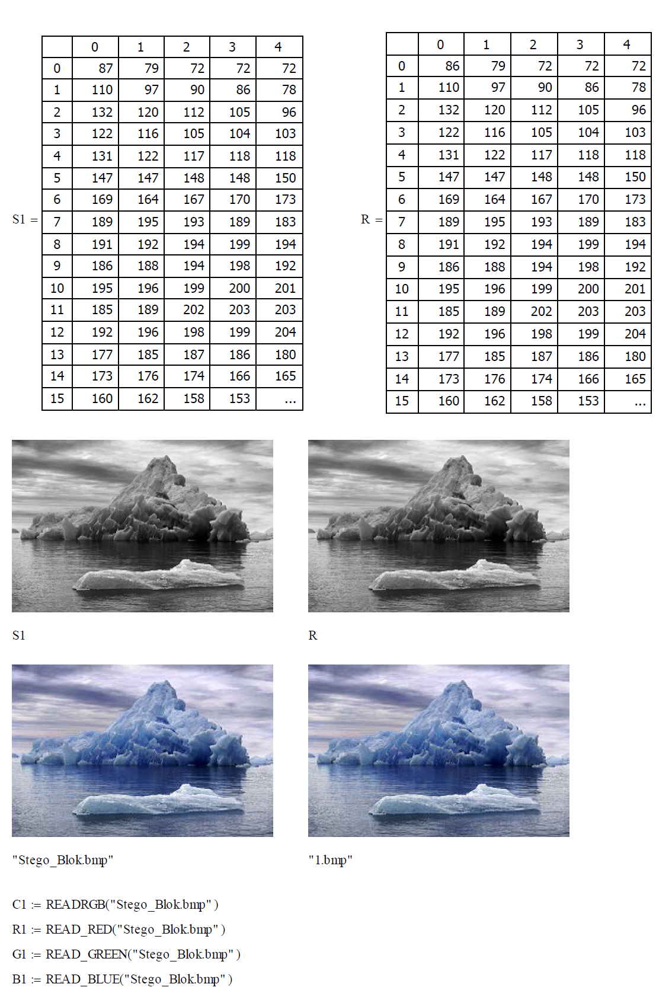 0 1 2 3 4
0 87 79 72 72 72
1 110 97 90 86 78
2 132 120 112 105 96
3 122 116 105 104 103
4 131 122 117 118 118
5 147 147 148 148 150
6 169 164 167 170 173
S1 =
7 189 195 193 189 183
8 191 192 194 199 194
9 186 188 194 198 192
10 195 196 199 200 201
11 185 189 202 203 203
12 192 196 198 199 204
13 177 185 187 186 180
14 173 176 174 166 165
15 160 162 158 153 ...
0 1 2 3 4
0 86 79 72 72 72
1 110 97 90 86 78
2 132 120 112 105 96
3 122 116 105 104 103
4 131 122 117 118 118
5 147 147 148 148 150
6 169 164 167 170 173
R =
7 189 195 193 189 183
8 191 192 194 199 194
9 186 188 194 198 192
10 195 196 199 200 201
11 185 189 202 203 203
12 192 196 198 199 204
13 177 185 187 186 180
14 173 176 174 166 165
15 160 162 158 153 ...
S1
R
"Stego_Blok.bmp"
"1.bmp"
C1 := READRGB("Stego_Blok.bmp" )
R1 := READ_RED("Stego_Blok.bmp" )
G1 := READ_GREEN("Stego_Blok.bmp" )
B1 := READ_BLUE("Stego_Blok.bmp" )